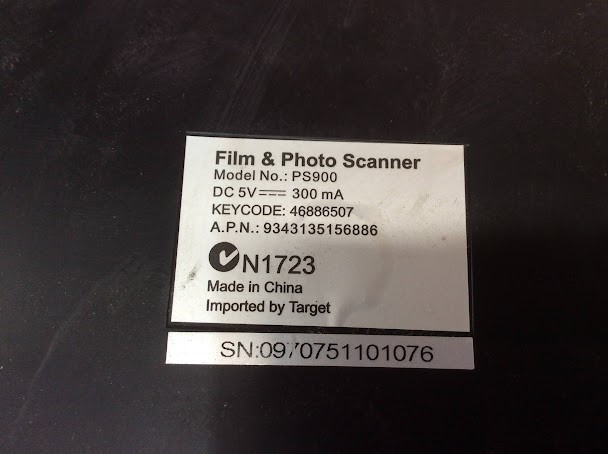 Film & Photo Scanner
Model No.: PS900
DC 5V⎓ 300 mA
KEYCODE: 46886507
A.P.N.: 9343135156886
N1723
Made in China
Imported by Target
SN:0970751101076